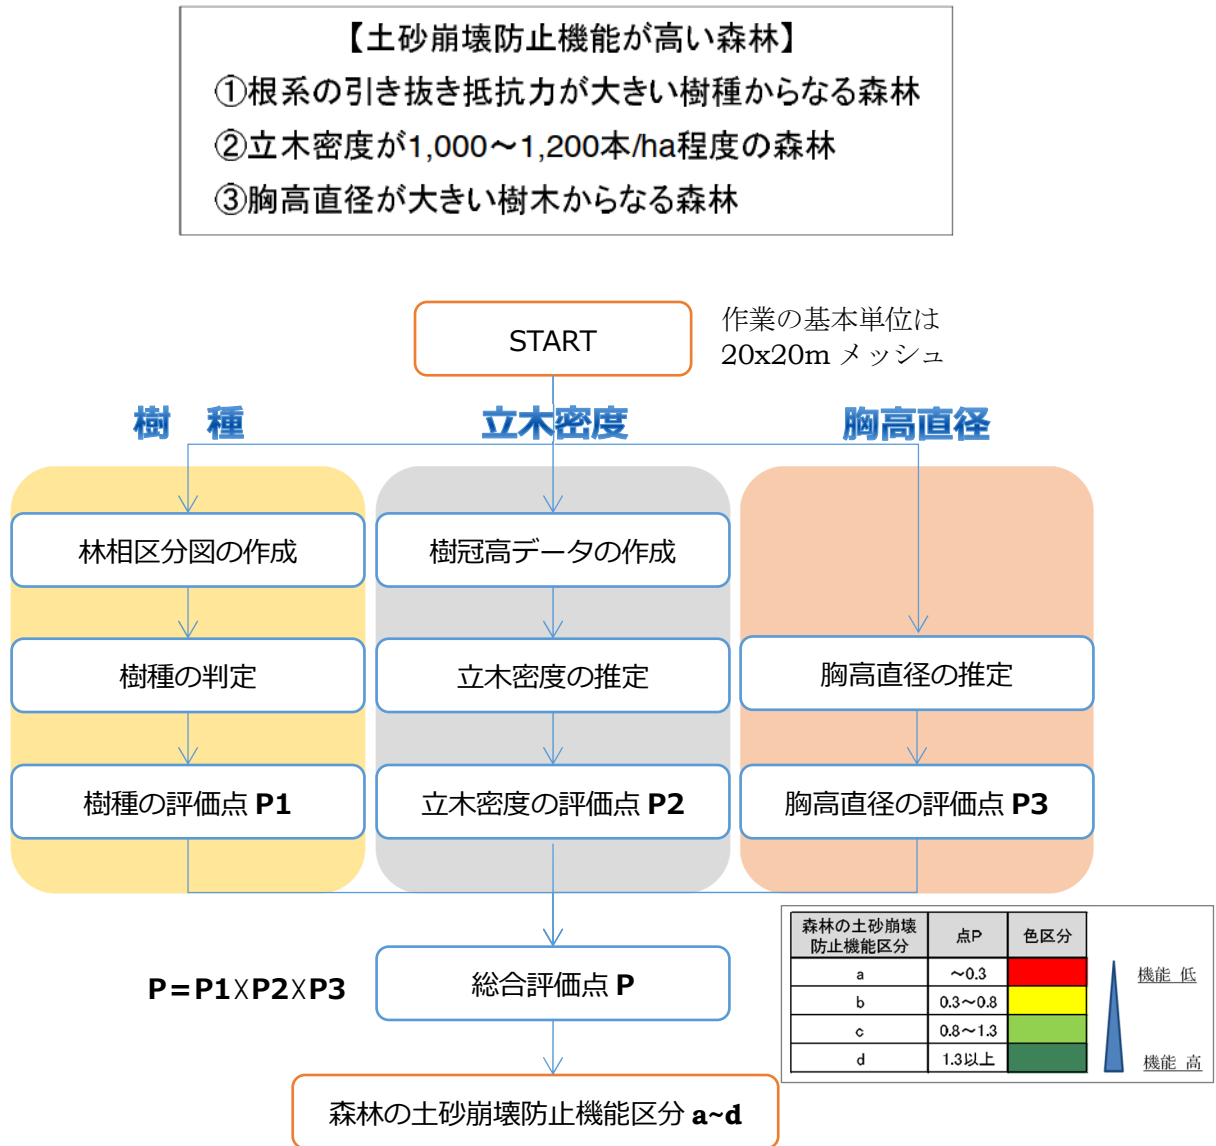 【土砂崩壊防止機能が高い森林】
①根系の引き抜き抵抗力が大きい樹種からなる森林
②立木密度が1,000～1,200本/ha程度の森林
③胸高直径が大きい樹木からなる森林
START
作業の基本単位は
20x20m メッシュ
樹　種
立木密度
胸高直径
林相区分図の作成
樹冠高データの作成
樹種の判定
立木密度の推定
胸高直径の推定
樹種の評価点 P1
立木密度の評価点 P2
胸高直径の評価点 P3
P＝P1×P2×P3
総合評価点 P
森林の土砂崩壊
防止機能区分
点P
色区分
a
～0.3
b
0.3～0.8
c
0.8～1.3
d
1.3以上
機能 低
機能 高
森林の土砂崩壊防止機能区分 a~d